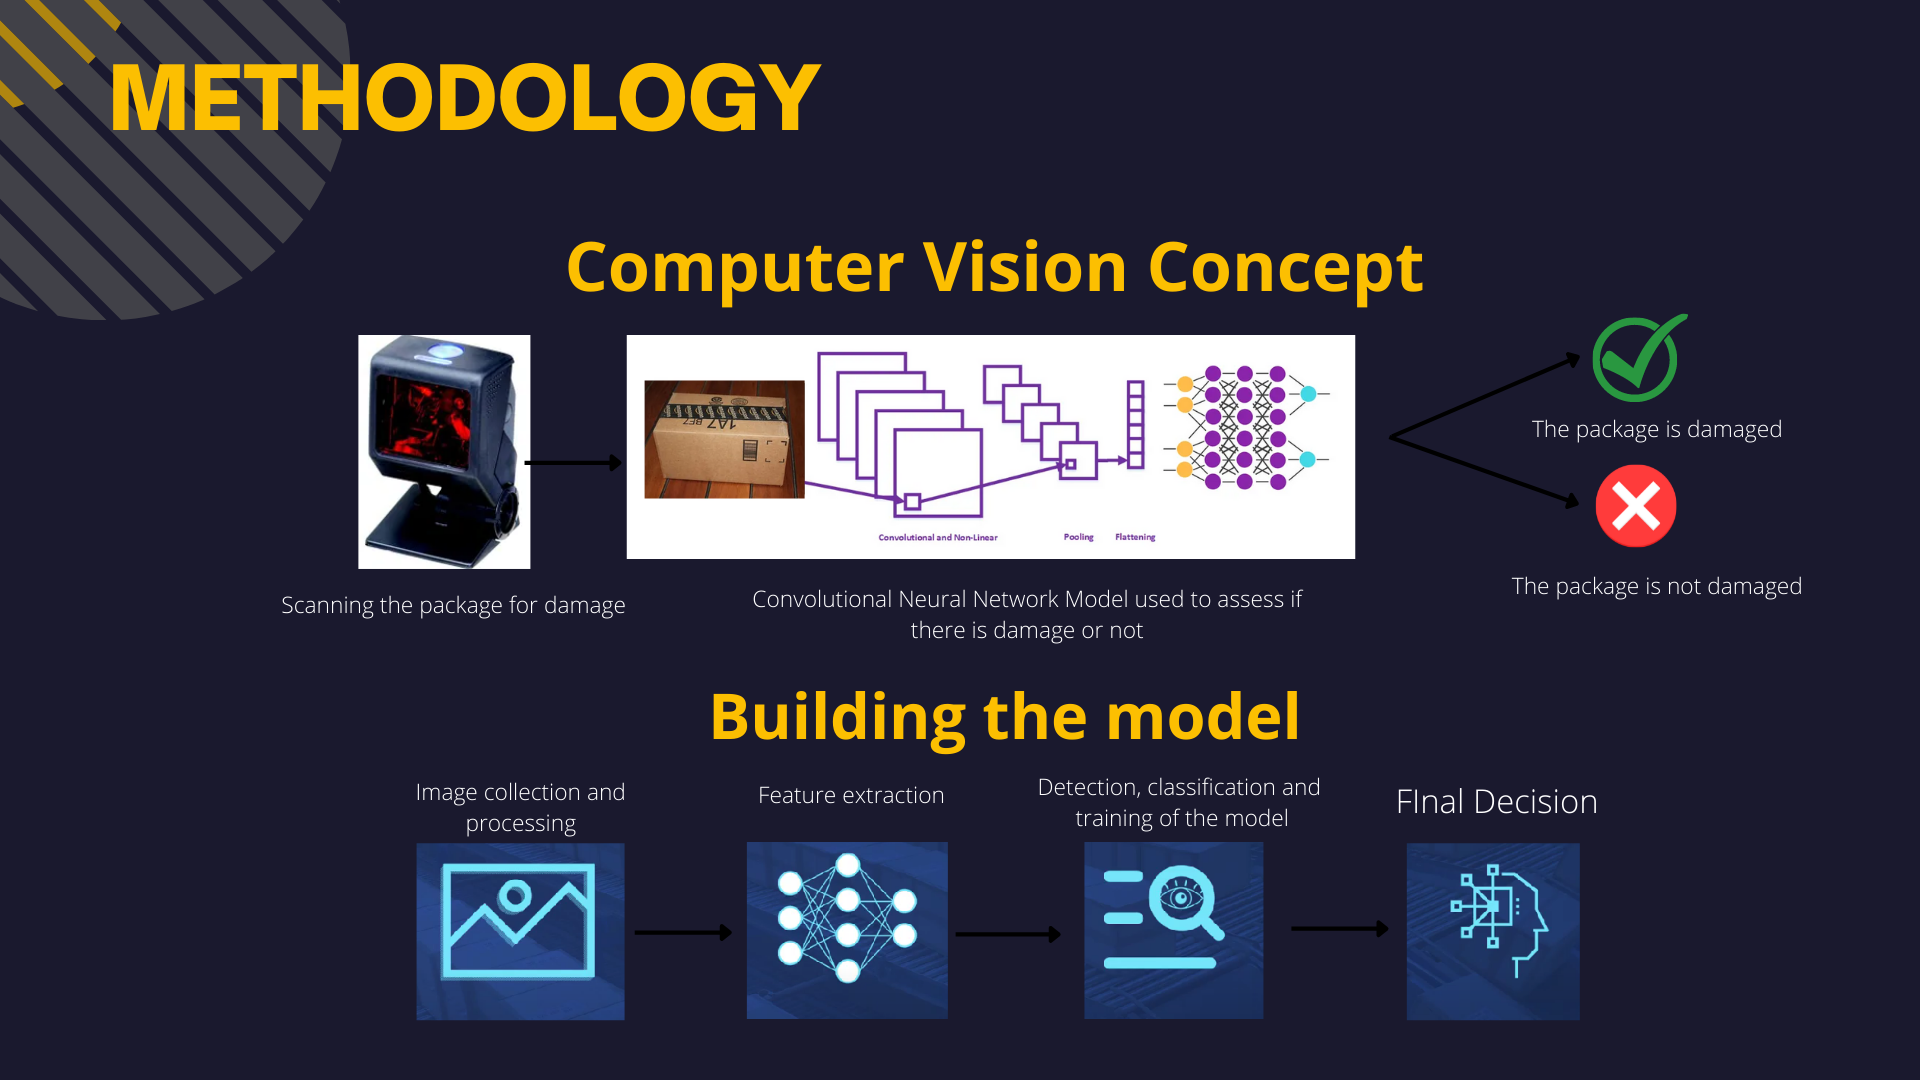 METHODOLOGY
Computer Vision Concept
Convolutional and Non-Linear
Pooling
Flattening
The package is damaged
The package is not damaged
Scanning the package for damage
Convolutional Neural Network Model used to assess if
there is damage or not
Building the model
Image collection and
processing
Feature extraction
Detection, classification and
training of the model
FInal Decision